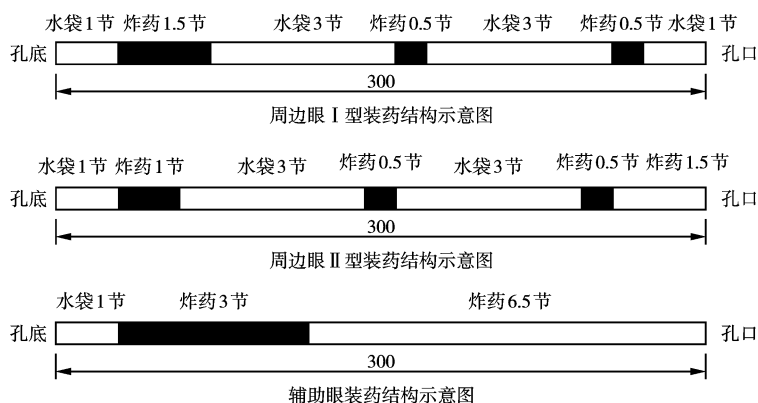 水袋1节 炸药1.5节 水袋3节 炸药0.5节 水袋3节 炸药0.5节 水袋1节
孔底 孔口
300
周边眼Ⅰ型装药结构示意图
水袋1节 炸药1节 水袋3节 炸药0.5节 水袋3节 炸药0.5节 炸药1.5节
孔底 孔口
300
周边眼Ⅱ型装药结构示意图
水袋1节 炸药3节 炸药6.5节
孔底 孔口
300
辅助眼装药结构示意图